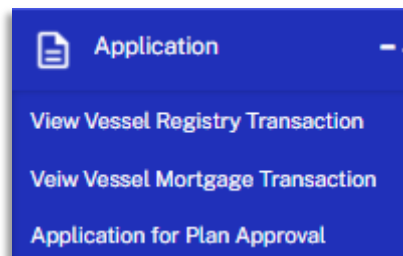 Application
View Vessel Registry Transaction
Veiw Vessel Mortgage Transaction
Application for Plan Approval